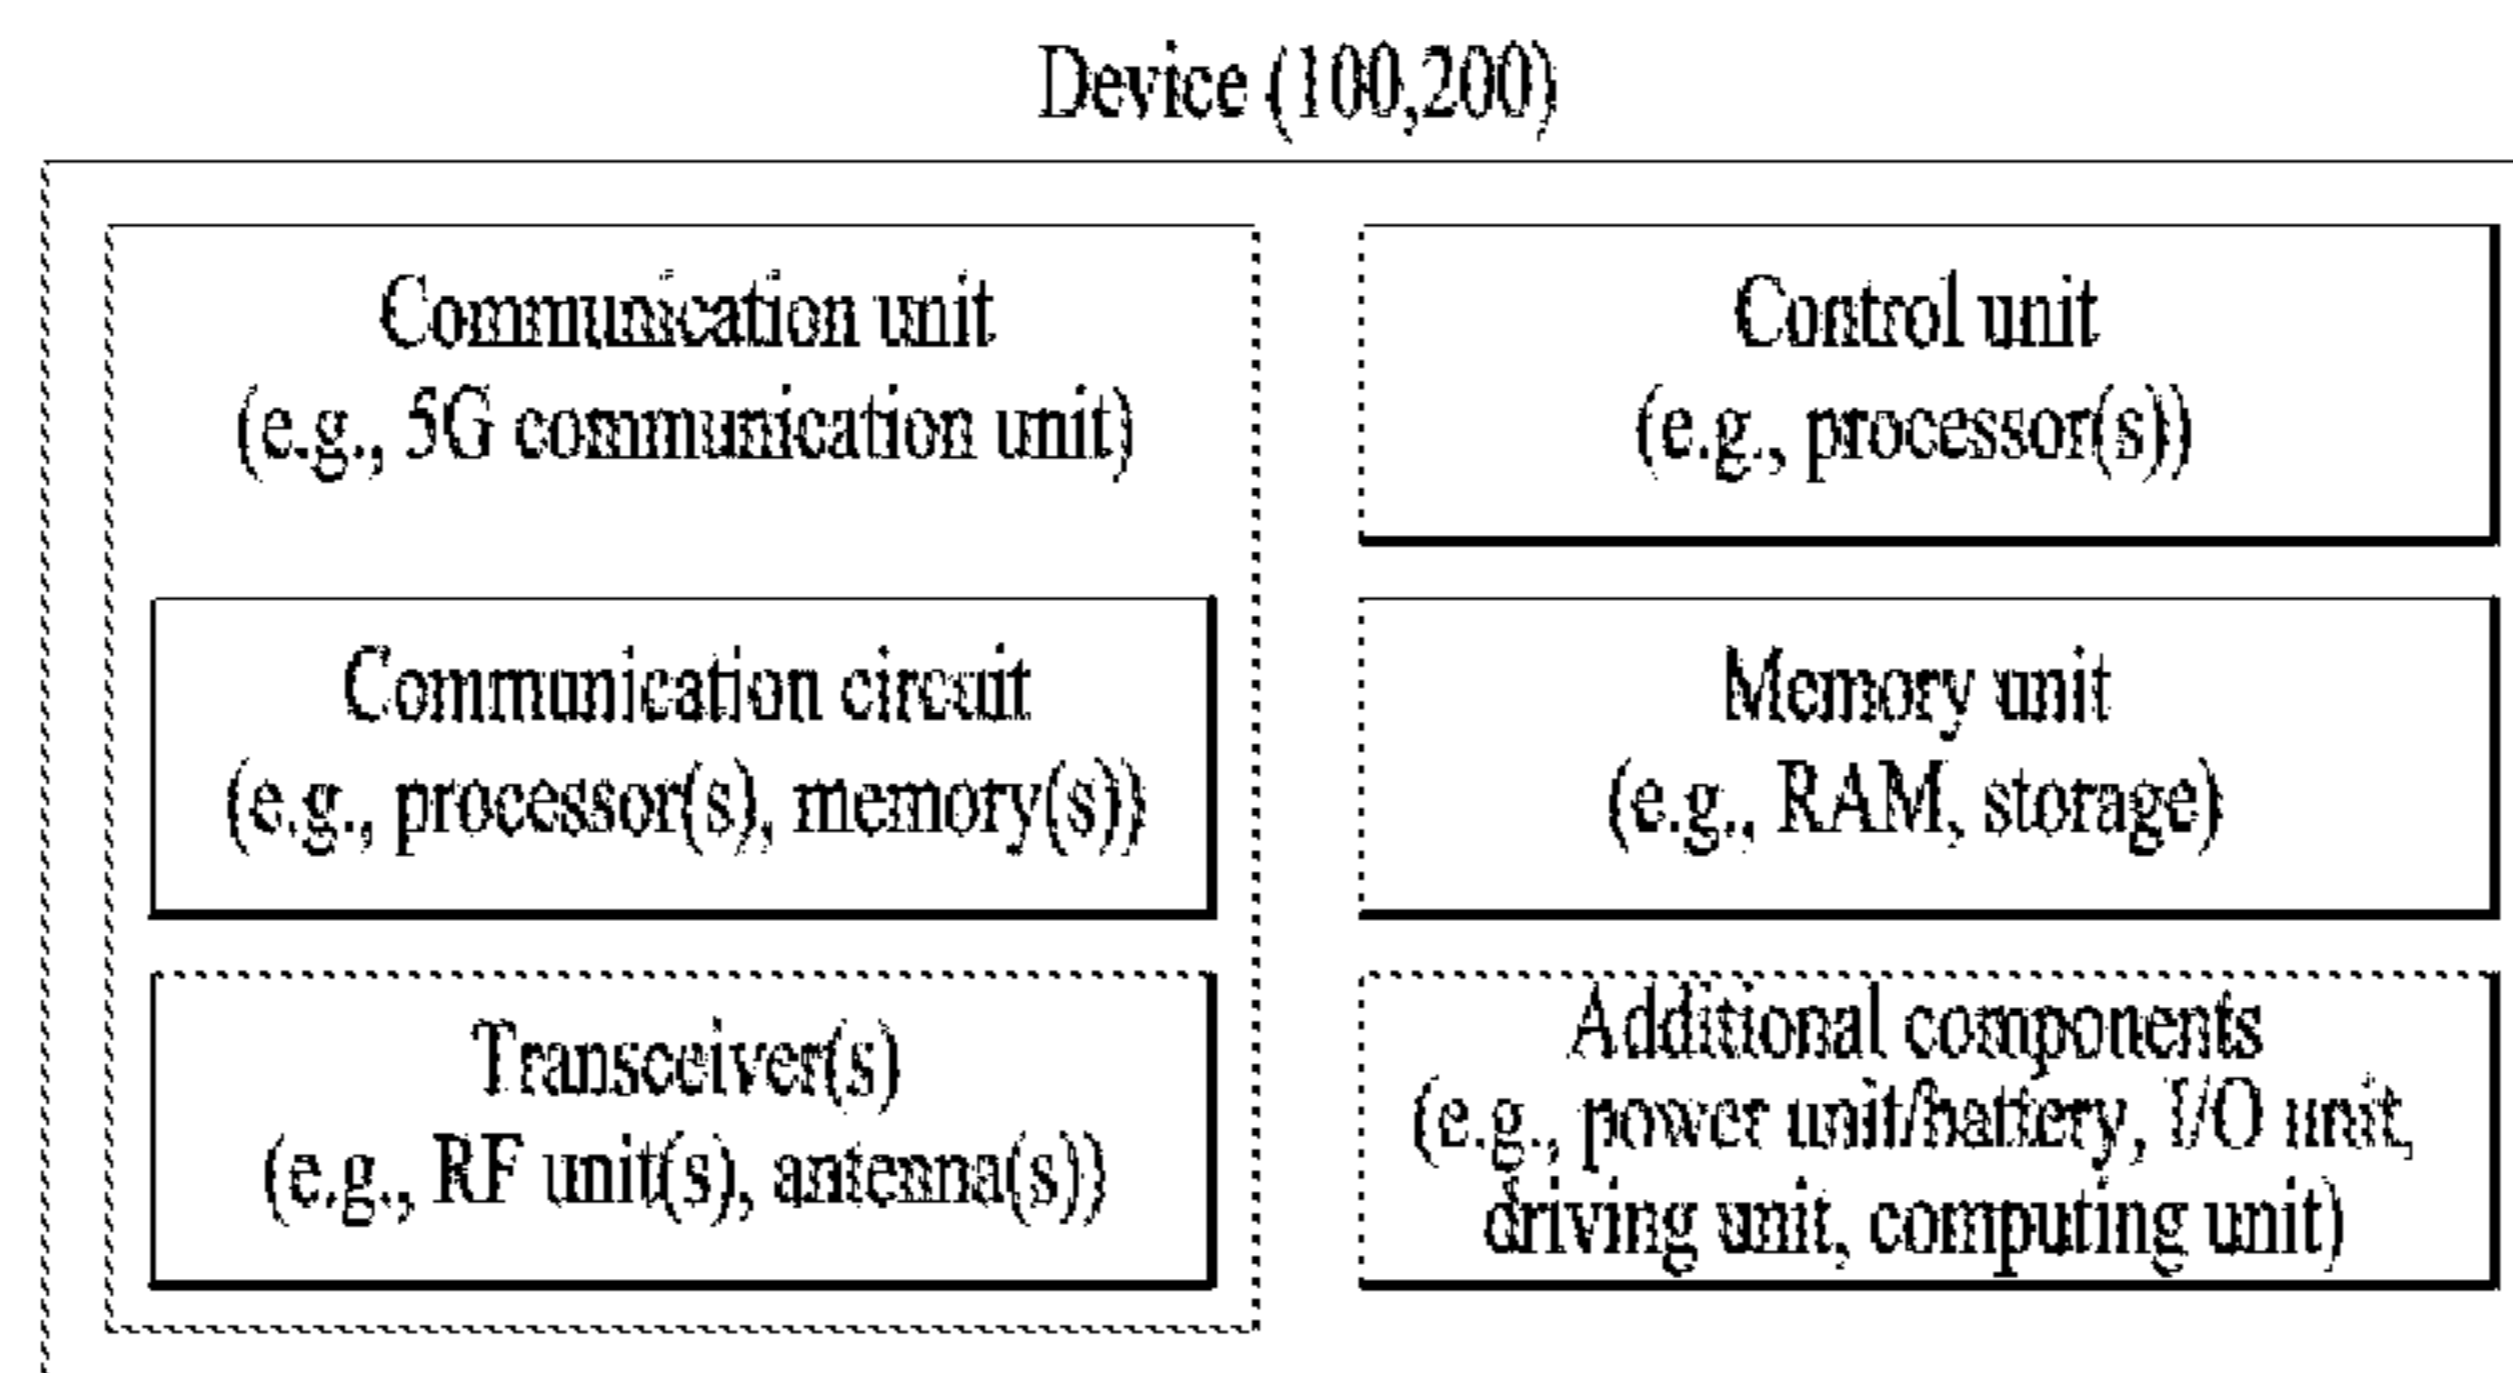 Device (100,200)
Communication unit
(e.g., 5G communication unit)
Communication circuit
(e.g., processor(s), memory(s))
Transceiver(s)
(e.g., RF unit(s), antenna(s))
Control unit
(e.g., processor(s))
Memory unit
(e.g., RAM, storage)
Additional components
(e.g., power unit/battery, I/O unit,
driving unit, computing unit)